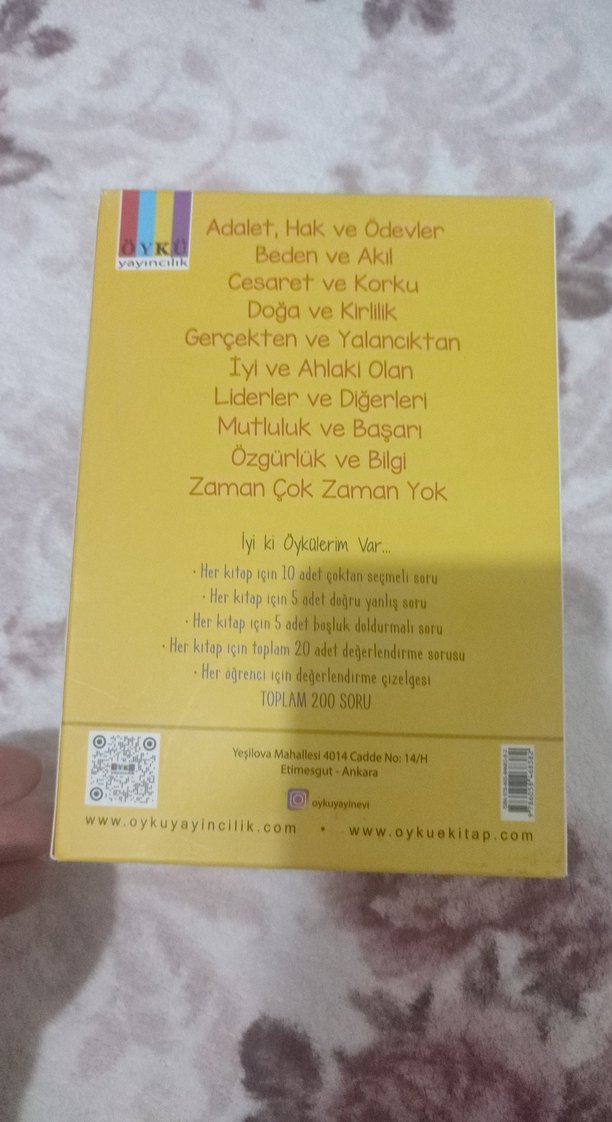 ÖYKÜ
yayıncılık
Adalet, Hak ve Ödevler
Beden ve Akıl
Cesaret ve Korku
Doğa ve Kirlilik
Gerçekten ve Yalancıktan
İyi ve Ahlaki Olan
Liderler ve Diğerleri
Mutluluk ve Başarı
Özgürlük ve Bilgi
Zaman Çok Zaman Yok
İyi ki Öykülerim Var...
• Her kitap için 10 adet çoktan seçmeli soru
• Her kitap için 5 adet doğru yanlış soru
• Her kitap için 5 adet boşluk doldurmalı soru
• Her kitap için toplam 20 adet değerlendirme sorusu
• Her öğrenci için değerlendirme çizelgesi
TOPLAM 200 SORU
Yeşilova Mahallesi 4014 Cadde No: 14/H
Etimesgut - Ankara
oykuyayinevi
www.oykuyayincilik.com • www.oykuekitap.com